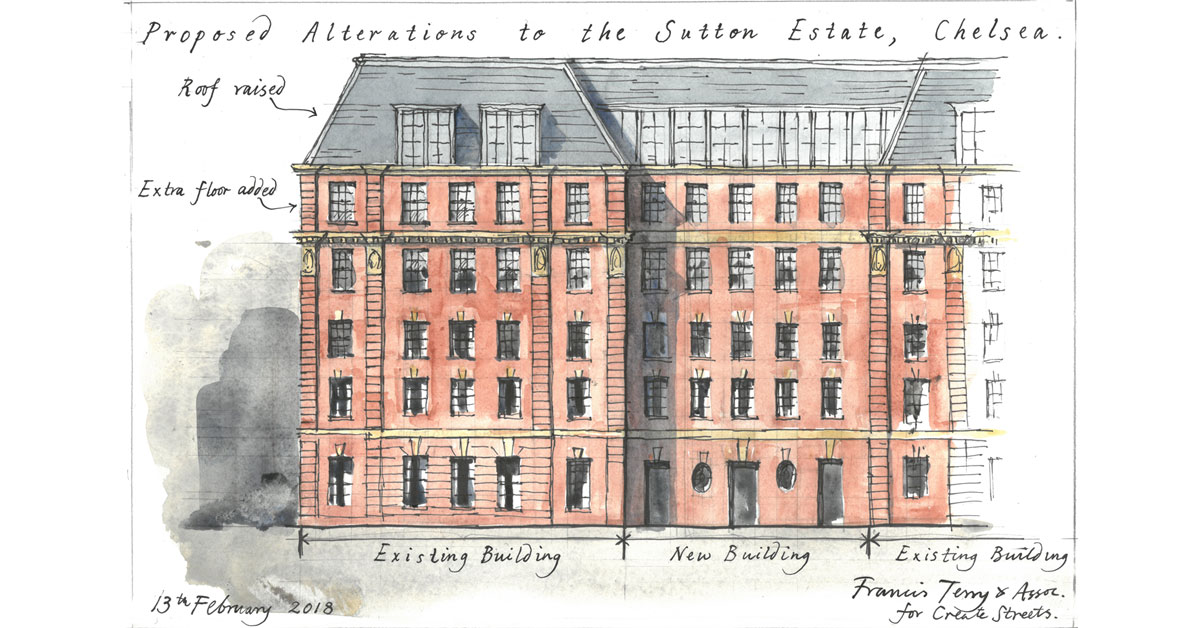 Proposed Alterations to the Sutton Estate, Chelsea.
Roof raised
Extra floor added
Existing Building
New Building
Existing Building
13th February 2018
Francis Terry & Assoc.
for Create Streets.